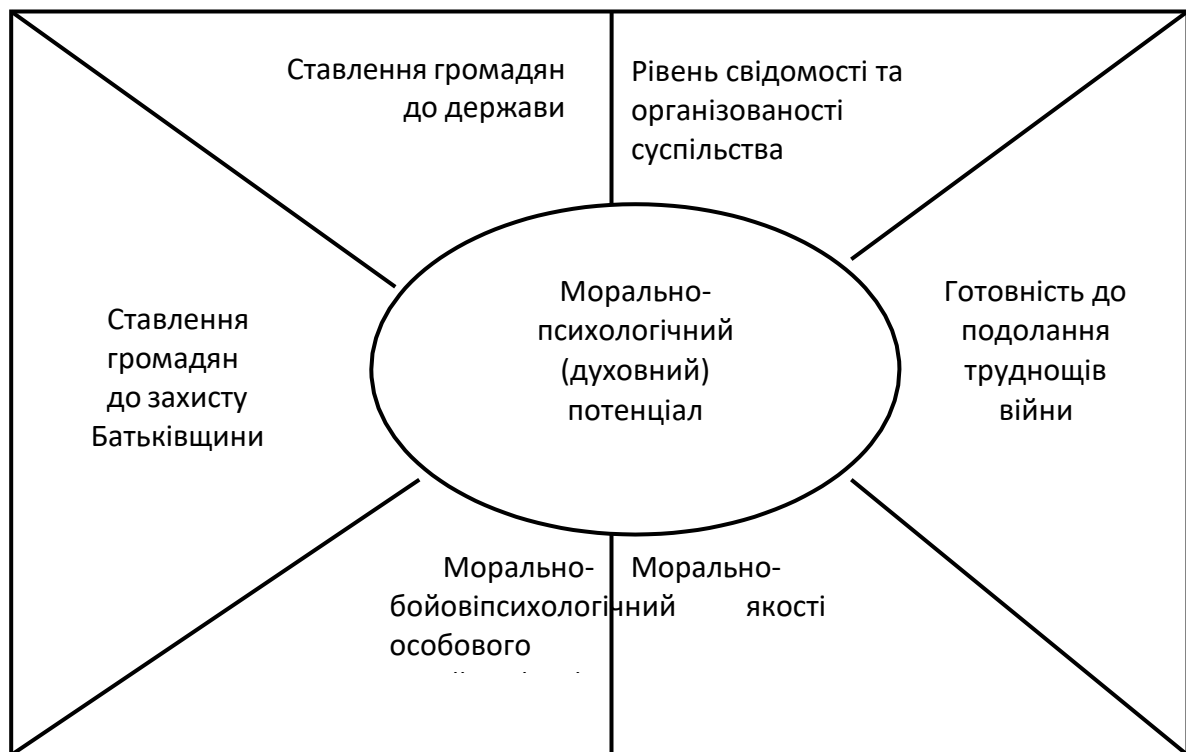 Ставлення громадян
до держави
Рівень свідомості та
організованості
суспільства
Ставлення
громадян
до захисту
Батьківщини
Морально-
психологічний
(духовний)
потенціал
Готовність до
подолання
труднощів
війни
Морально- Морально-
бойовіпсихологічний якості
особового